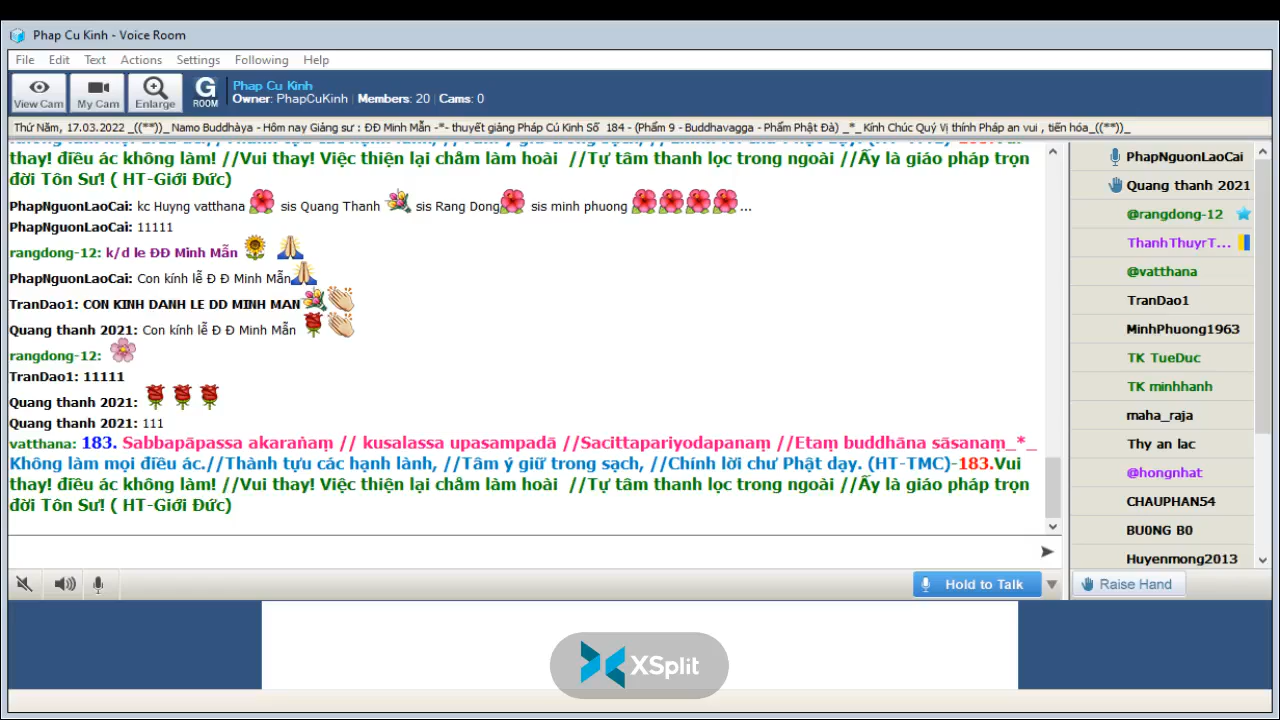 Phap Cu Kinh - Voice Room
File Edit Text Actions Settings Following Help
View Cam My Cam Enlarge G ROOM
Phap Cu Kinh
Owner: PhapCuKinh | Members: 20 | Cams: 0
Thứ Năm, 17.03.2022 _((**))_ Namo Buddhàya - Hôm nay Giảng sư : ĐĐ Minh Mẫn -*- thuyết giảng Pháp Cú Kinh Số 184 - (Phẩm 9 - Buddhavagga - Phẩm Phật Đà) _*_ Kính Chúc Quý Vị thính Pháp an vui , tiến hóa_((**))_
thay! điều ác không làm! //Vui thay! Việc thiện lại chăm làm hoài //Tự tâm thanh lọc trong ngoài //Ấy là giáo pháp trọn
đời Tôn Sư! ( HT-Giới Đức)
PhapNguonLaoCai: kc Huyng vatthana sis Quang Thanh sis Rang Dong sis minh phuong ...
PhapNguonLaoCai: 11111
rangdong-12: k/d le ĐĐ Minh Mẫn
PhapNguonLaoCai: Con kính lễ Đ Đ Minh Mẫn
TranDao1: CON KINH DANH LE DD MINH MAN
Quang thanh 2021: Con kính lễ Đ Đ Minh Mẫn
rangdong-12:
TranDao1: 11111
Quang thanh 2021:
Quang thanh 2021: 111
vatthana: 183. Sabbapāpassa akaraṅaṃ // kusalassa upasampadā //Sacittapariyodapanaṃ //Etaṃ buddhāna sāsanaṃ_*_
Không làm mọi điều ác.//Thành tựu các hạnh lành, //Tâm ý giữ trong sạch, //Chính lời chư Phật dạy. (HT-TMC)-183.Vui
thay! điều ác không làm! //Vui thay! Việc thiện lại chăm làm hoài //Tự tâm thanh lọc trong ngoài //Ấy là giáo pháp trọn
đời Tôn Sư! ( HT-Giới Đức)
Hold to Talk
PhapNguonLaoCai
Quang thanh 2021
@rangdong-12
ThanhThuyrT...
@vatthana
TranDao1
MinhPhuong1963
TK TueDuc
TK minhhanh
maha_raja
Thy an lac
@hongnhat
CHAUPHAN54
BU0NG B0
Huyenmong2013
Raise Hand
XSplit